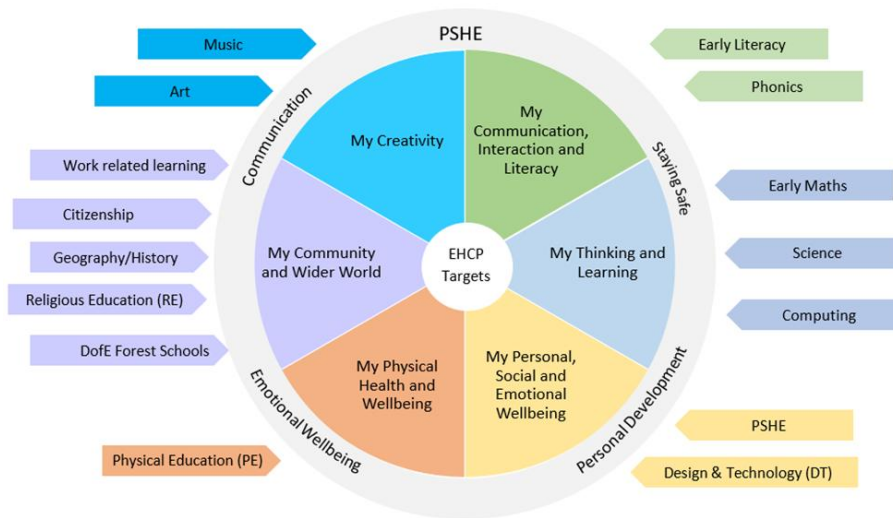 PSHE
Music
Art
Early Literacy
Phonics
Communication
Staying Safe
My Creativity
My
Communication,
Interaction and
Literacy
Work related learning
Citizenship
Geography/History
Religious Education (RE)
DofE Forest Schools
My Community
and Wider World
EHCP
Targets
My Thinking and
Learning
Early Maths
Science
Computing
My Physical
Health and
Wellbeing
My Personal,
Social and
Emotional
Wellbeing
Emotional Wellbeing
Personal Development
Physical Education (PE)
PSHE
Design & Technology (DT)